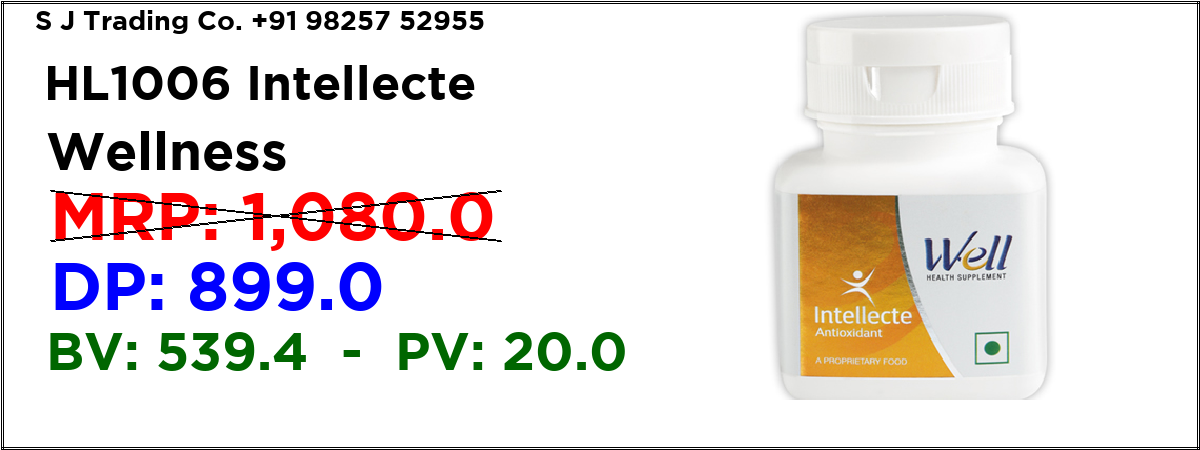 S J Trading Co. +91 98257 52955
HL1006 Intellecte
Wellness
MRP: 1,080.0
DP: 899.0
BV: 539.4 - PV: 20.0
Well
HEALTH SUPPLEMENT
Intellecte
Antioxidant
A PROPRIETARY FOOD